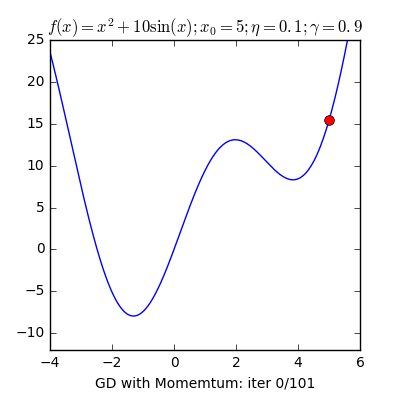 f(x) = x² + 10sin(x); x₀ = 5; η = 0.1; γ = 0.9
25
20
15
10
5
0
−5
−10
−4 −2 0 2 4 6
GD with Momemtum: iter 0/101